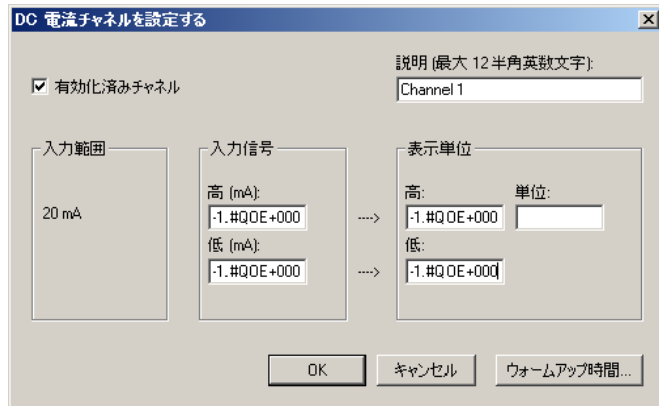 DC 電流チャネルを設定する
説明 (最大 12 半角英数文字):
有効化済みチャネル
Channel 1
入力範囲
入力信号
表示単位
高 (mA):
高:
単位:
20 mA
-1.#QOE+000
---->
-1.#QOE+000
低 (mA):
低:
-1.#QOE+000
---->
-1.#QOE+000
OK
キャンセル
ウォームアップ時間...